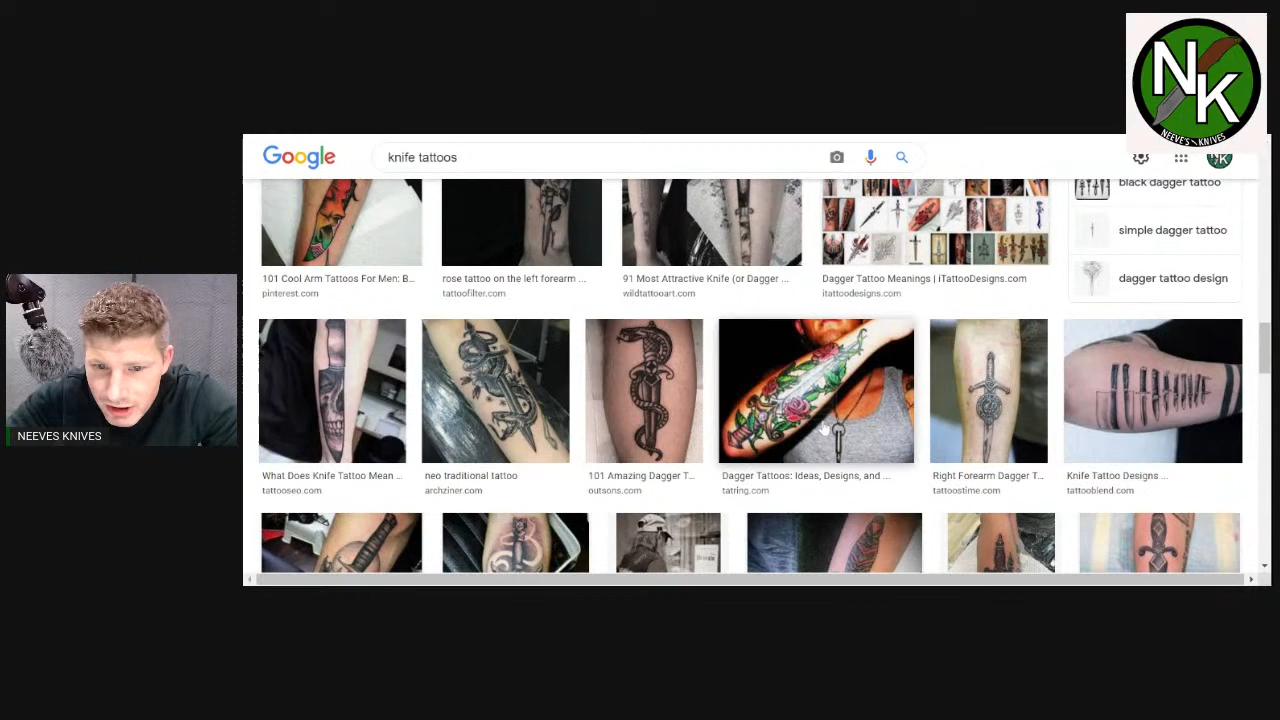 NK
NEEVE'S KNIVES
Google
knife tattoos
NK
black dagger tattoo
simple dagger tattoo
dagger tattoo design
101 Cool Arm Tattoos For Men: B...
pinterest.com
rose tattoo on the left forearm ...
tattoofilter.com
91 Most Attractive Knife (or Dagger ...
wildtattooart.com
Dagger Tattoo Meanings | iTattooDesigns.com
itattoodesigns.com
NEEVES KNIVES
What Does Knife Tattoo Mean ...
tattooseo.com
neo traditional tattoo
archziner.com
101 Amazing Dagger T...
outsons.com
Dagger Tattoos: Ideas, Designs, and ...
tatring.com
Right Forearm Dagger T...
tattoostime.com
Knife Tattoo Designs ...
tattooblend.com